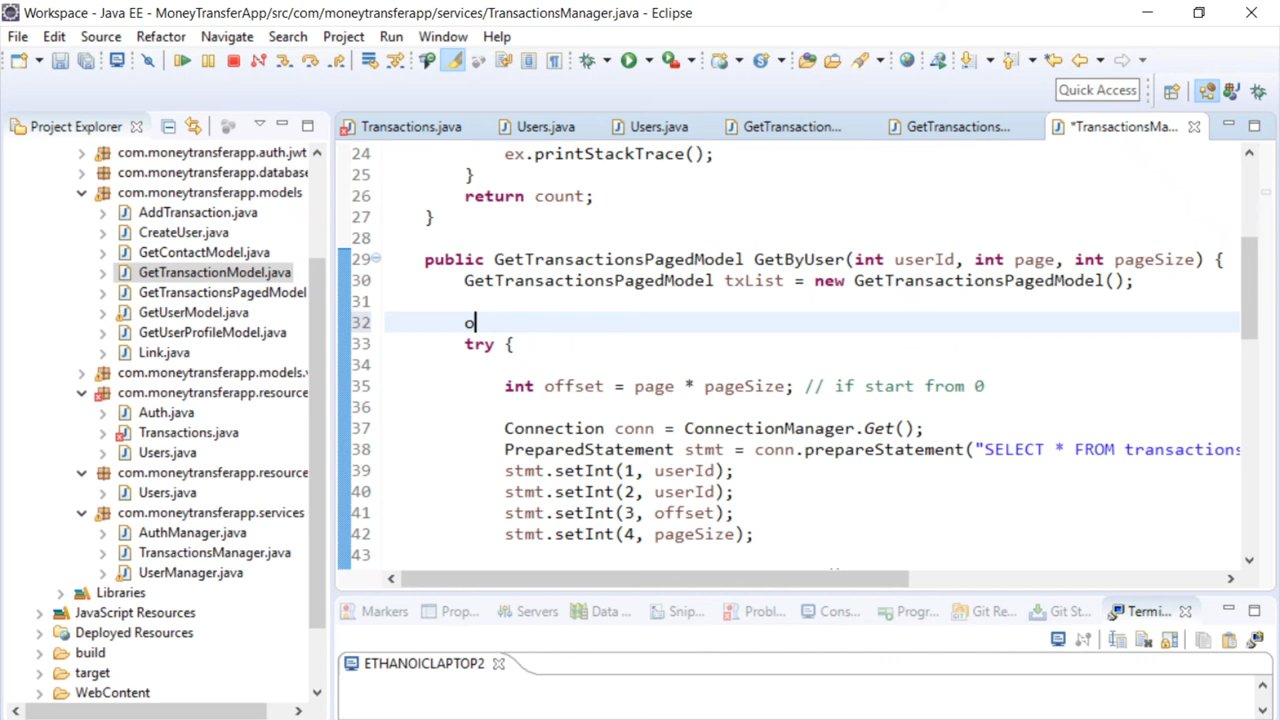 Workspace - Java EE - MoneyTransferApp/src/com/moneytransferapp/services/TransactionsManager.java - Eclipse
File Edit Source Refactor Navigate Search Project Run Window Help
Quick Access
Project Explorer
Transactions.java Users.java Users.java GetTransaction... GetTransactions... *TransactionsMa...
com.moneytransferapp.auth.jwt
com.moneytransferapp.database
com.moneytransferapp.models
AddTransaction.java
CreateUser.java
GetContactModel.java
GetTransactionModel.java
GetTransactionsPagedModel
GetUserModel.java
GetUserProfileModel.java
Link.java
com.moneytransferapp.models.
com.moneytransferapp.resource
Auth.java
Transactions.java
Users.java
com.moneytransferapp.resource
Users.java
com.moneytransferapp.services
AuthManager.java
TransactionsManager.java
UserManager.java
Libraries
JavaScript Resources
Deployed Resources
build
target
WebContent
24 ex.printStackTrace();
25 }
26 return count;
27 }
28
29 public GetTransactionsPagedModel GetByUser(int userId, int page, int pageSize) {
30 GetTransactionsPagedModel txList = new GetTransactionsPagedModel();
31
32 o
33 try {
34
35 int offset = page * pageSize; // if start from 0
36
37 Connection conn = ConnectionManager.Get();
38 PreparedStatement stmt = conn.prepareStatement("SELECT * FROM transactions
39 stmt.setInt(1, userId);
40 stmt.setInt(2, userId);
41 stmt.setInt(3, offset);
42 stmt.setInt(4, pageSize);
43
Markers Prop... Servers Data ... Snip... Probl... Cons... Progr... Git Re... Git St... Termi...
ETHANOICLAPTOP2